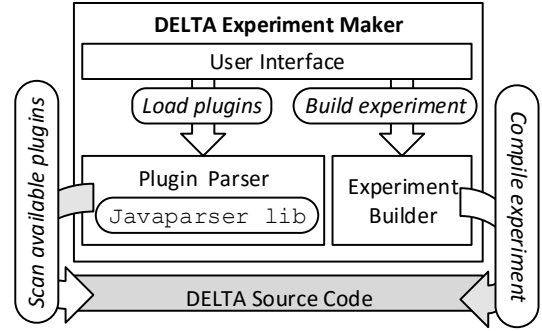 DELTA Experiment Maker
User Interface
Load plugins
Build experiment
Scan available plugins
Plugin Parser
Javaparser lib
Experiment
Builder
Compile experiment
DELTA Source Code